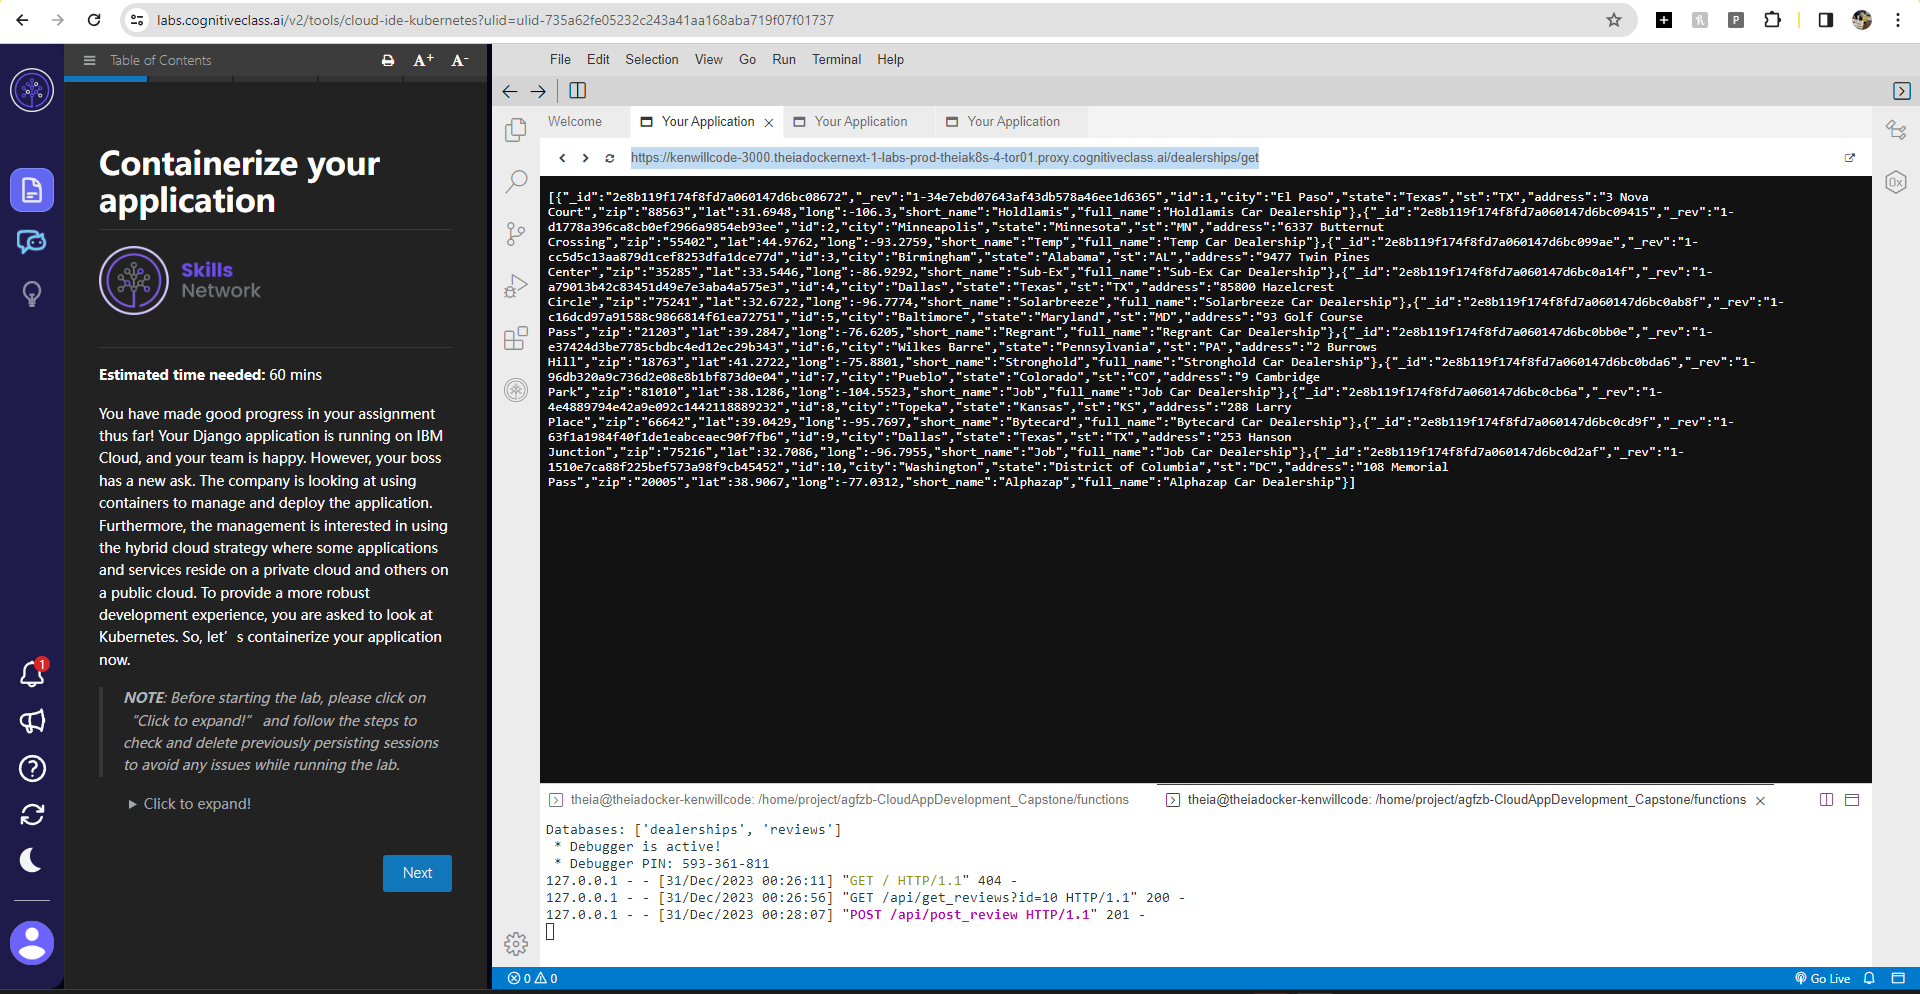 labs.cognitiveclass.ai/v2/tools/cloud-ide-kubernetes?ulid=ulid-735a62fe05232c243a41aa168aba719f07f01737
P
Table of Contents
A+ A-
Containerize your
application
Skills
Network
Estimated time needed: 60 mins
You have made good progress in your assignment
thus far! Your Django application is running on IBM
Cloud, and your team is happy. However, your boss
has a new ask. The company is looking at using
containers to manage and deploy the application.
Furthermore, the management is interested in using
the hybrid cloud strategy where some applications
and services reside on a private cloud and others on
a public cloud. To provide a more robust
development experience, you are asked to look at
Kubernetes. So, let’s containerize your application
now.
NOTE: Before starting the lab, please click on
“Click to expand!” and follow the steps to
check and delete previously persisting sessions
to avoid any issues while running the lab.
Click to expand!
Next
1
File Edit Selection View Go Run Terminal Help
Welcome Your Application Your Application Your Application
https://kenwillcode-3000.theiadockernext-1-labs-prod-theiak8s-4-tor01.proxy.cognitiveclass.ai/dealerships/get
[{"_id":"2e8b119f174f8fd7a060147d6bc08672","_rev":"1-34e7ebd07643af43db578a46ee1d6365","id":1,"city":"El Paso","state":"Texas","st":"TX","address":"3 Nova
Court","zip":"88563","lat":31.6948,"long":-106.3,"short_name":"Holdlamis","full_name":"Holdlamis Car Dealership"},{"_id":"2e8b119f174f8fd7a060147d6bc09415","_rev":"1-
d1778a396ca8cb0ef2966a9854eb93ee","id":2,"city":"Minneapolis","state":"Minnesota","st":"MN","address":"6337 Butternut
Crossing","zip":"55402","lat":44.9762,"long":-93.2759,"short_name":"Temp","full_name":"Temp Car Dealership"},{"_id":"2e8b119f174f8fd7a060147d6bc099ae","_rev":"1-
cc5d5c13aa879d1cef8253dfa1dce77d","id":3,"city":"Birmingham","state":"Alabama","st":"AL","address":"9477 Twin Pines
Center","zip":"35285","lat":33.5446,"long":-86.9292,"short_name":"Sub-Ex","full_name":"Sub-Ex Car Dealership"},{"_id":"2e8b119f174f8fd7a060147d6bc0a14f","_rev":"1-
a79013b42c83451d49e7e3aba4a575e3","id":4,"city":"Dallas","state":"Texas","st":"TX","address":"85800 Hazelcrest
Circle","zip":"75241","lat":32.6722,"long":-96.7774,"short_name":"Solarbreeze","full_name":"Solarbreeze Car Dealership"},{"_id":"2e8b119f174f8fd7a060147d6bc0ab8f","_rev":"1-
c16dcd97a91588c9866814f61ea72751","id":5,"city":"Baltimore","state":"Maryland","st":"MD","address":"93 Golf Course
Pass","zip":"21203","lat":39.2847,"long":-76.6205,"short_name":"Regrant","full_name":"Regrant Car Dealership"},{"_id":"2e8b119f174f8fd7a060147d6bc0bb0e","_rev":"1-
e37424d3be7785cbdbc4ed12ec29b343","id":6,"city":"Wilkes Barre","state":"Pennsylvania","st":"PA","address":"2 Burrows
Hill","zip":"18763","lat":41.2722,"long":-75.8801,"short_name":"Stronghold","full_name":"Stronghold Car Dealership"},{"_id":"2e8b119f174f8fd7a060147d6bc0bda6","_rev":"1-
96db320a9c736d2e08e8b1bf873d0e04","id":7,"city":"Pueblo","state":"Colorado","st":"CO","address":"9 Cambridge
Park","zip":"81010","lat":38.1286,"long":-104.5523,"short_name":"Job","full_name":"Job Car Dealership"},{"_id":"2e8b119f174f8fd7a060147d6bc0cb6a","_rev":"1-
4e4889794e42a9e092c1442118889232","id":8,"city":"Topeka","state":"Kansas","st":"KS","address":"288 Larry
Place","zip":"66642","lat":39.0429,"long":-95.7697,"short_name":"Bytecard","full_name":"Bytecard Car Dealership"},{"_id":"2e8b119f174f8fd7a060147d6bc0cd9f","_rev":"1-
63f1a1984f40f1de1eabceaec90f7fb6","id":9,"city":"Dallas","state":"Texas","st":"TX","address":"253 Hanson
Junction","zip":"75216","lat":32.7086,"long":-96.7955,"short_name":"Job","full_name":"Job Car Dealership"},{"_id":"2e8b119f174f8fd7a060147d6bc0d2af","_rev":"1-
1510e7ca88f225bef573a98f9cb45452","id":10,"city":"Washington","state":"District of Columbia","st":"DC","address":"108 Memorial
Pass","zip":"20005","lat":38.9067,"long":-77.0312,"short_name":"Alphazap","full_name":"Alphazap Car Dealership"}]
0x
theia@theiadocker-kenwillcode: /home/project/agfzb-CloudAppDevelopment_Capstone/functions theia@theiadocker-kenwillcode: /home/project/agfzb-CloudAppDevelopment_Capstone/functions
Databases: ['dealerships', 'reviews']
* Debugger is active!
* Debugger PIN: 593-361-811
127.0.0.1 - - [31/Dec/2023 00:26:11] "GET / HTTP/1.1" 404 -
127.0.0.1 - - [31/Dec/2023 00:26:56] "GET /api/get_reviews?id=10 HTTP/1.1" 200 -
127.0.0.1 - - [31/Dec/2023 00:28:07] "POST /api/post_review HTTP/1.1" 201 -
0 0
Go Live